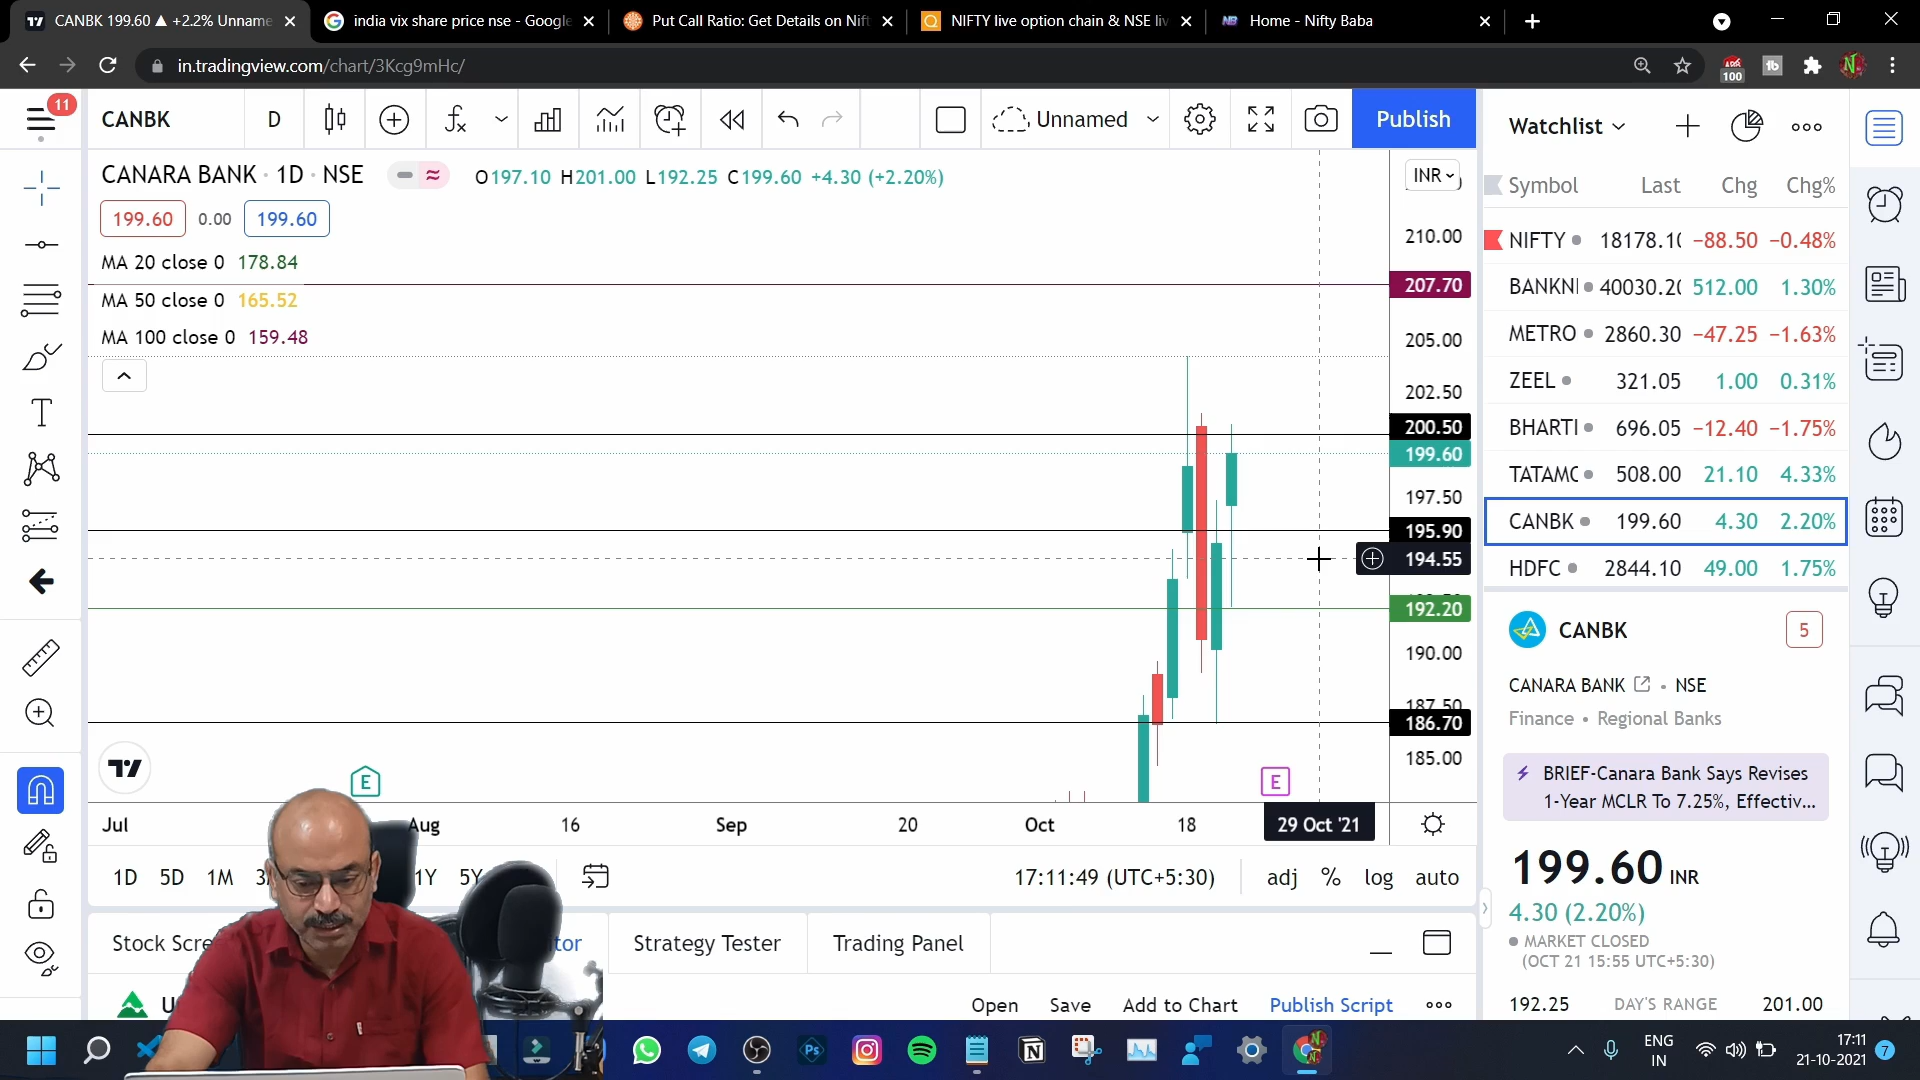 CANBK 199.60 ▲ +2.2% Unname
india vix share price nse - Google
Put Call Ratio: Get Details on Nift
NIFTY live option chain & NSE liv
Home - Nifty Baba
in.tradingview.com/chart/3Kcg9mHc/
100
11
CANBK
D
Unnamed
Publish
CANARA BANK · 1D · NSE
O197.10 H201.00 L192.25 C199.60 +4.30 (+2.20%)
199.60 0.00 199.60
MA 20 close 0 178.84
MA 50 close 0 165.52
MA 100 close 0 159.48
INR
210.00
207.70
205.00
202.50
200.50
199.60
197.50
195.90
194.55
192.20
190.00
187.50
186.70
185.00
E
E
Jul
Aug
16
Sep
20
Oct
18
29 Oct '21
1D 5D 1M 1Y 5Y
17:11:49 (UTC+5:30)
adj % log auto
Stock Scre
tor
Strategy Tester
Trading Panel
Open Save Add to Chart Publish Script
Watchlist
Symbol Last Chg Chg%
NIFTY 18178.10 −88.50 −0.48%
BANKNI 40030.20 512.00 1.30%
METRO 2860.30 −47.25 −1.63%
ZEEL 321.05 1.00 0.31%
BHARTI 696.05 −12.40 −1.75%
TATAMO 508.00 21.10 4.33%
CANBK 199.60 4.30 2.20%
HDFC 2844.10 49.00 1.75%
CANBK
5
CANARA BANK · NSE
Finance • Regional Banks
BRIEF-Canara Bank Says Revises
1-Year MCLR To 7.25%, Effectiv...
199.60 INR
4.30 (2.20%)
MARKET CLOSED
(OCT 21 15:55 UTC+5:30)
192.25 DAY'S RANGE 201.00
Ps
ENG
IN
17:11
21-10-2021
7